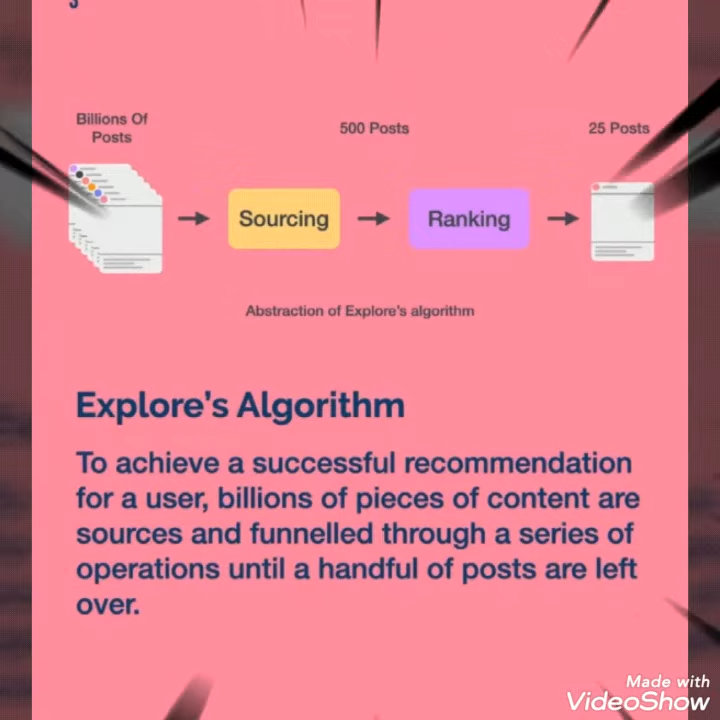 Billions Of
Posts
500 Posts
25 Posts
Sourcing
Ranking
Abstraction of Explore's algorithm
Explore's Algorithm
To achieve a successful recommendation
for a user, billions of pieces of content are
sources and funnelled through a series of
operations until a handful of posts are left
over.
Made with
VideoShow